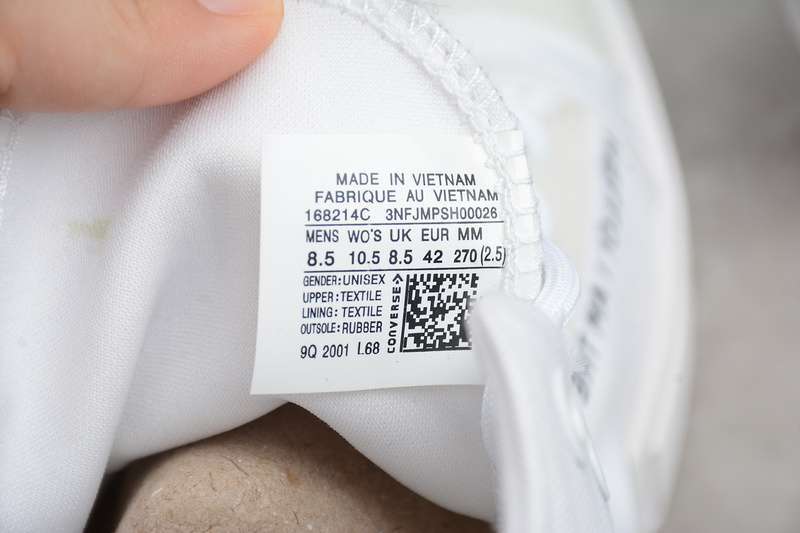 MADE IN VIETNAM
FABRIQUE AU VIETNAM
168214C 3NFJMPSH00026
MENS WO'S UK EUR MM
8.5 10.5 8.5 42 270 (2.5)
GENDER: UNISEX
UPPER: TEXTILE
LINING: TEXTILE
OUTSOLE: RUBBER
9Q 2001 L68
CONVERSE